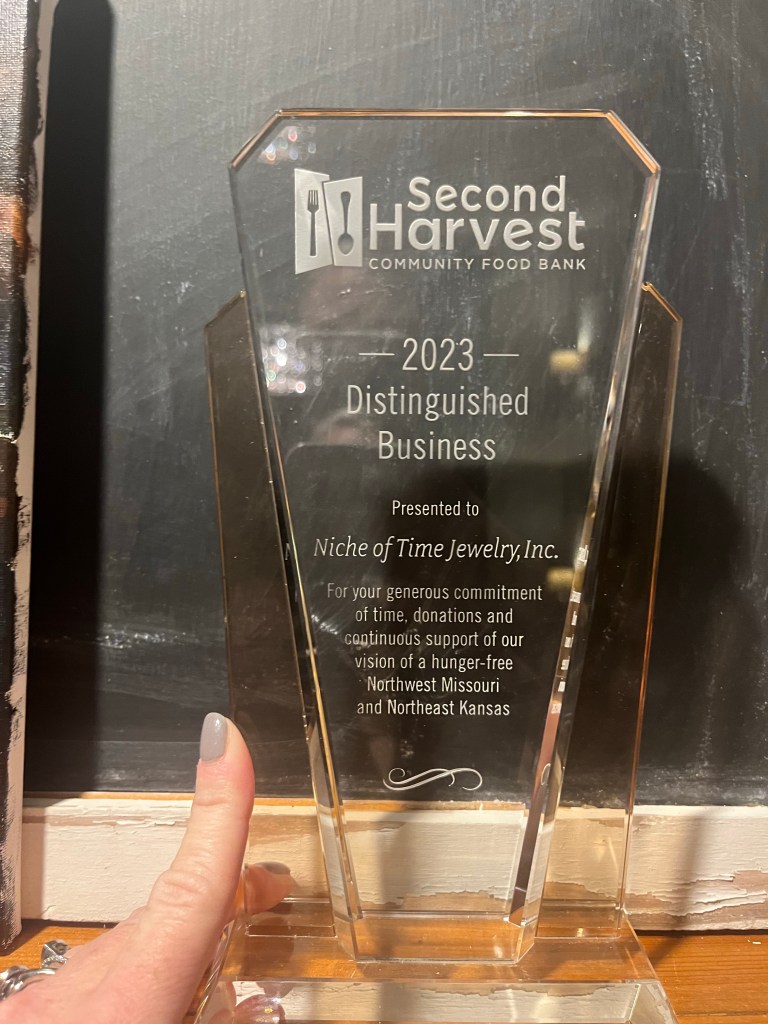 Second
Harvest
COMMUNITY FOOD BANK
— 2023 —
Distinguished
Business
Presented to
Niche of Time Jewelry, Inc.
For your generous commitment
of time, donations and
continuous support of our
vision of a hunger-free
Northwest Missouri
and Northeast Kansas